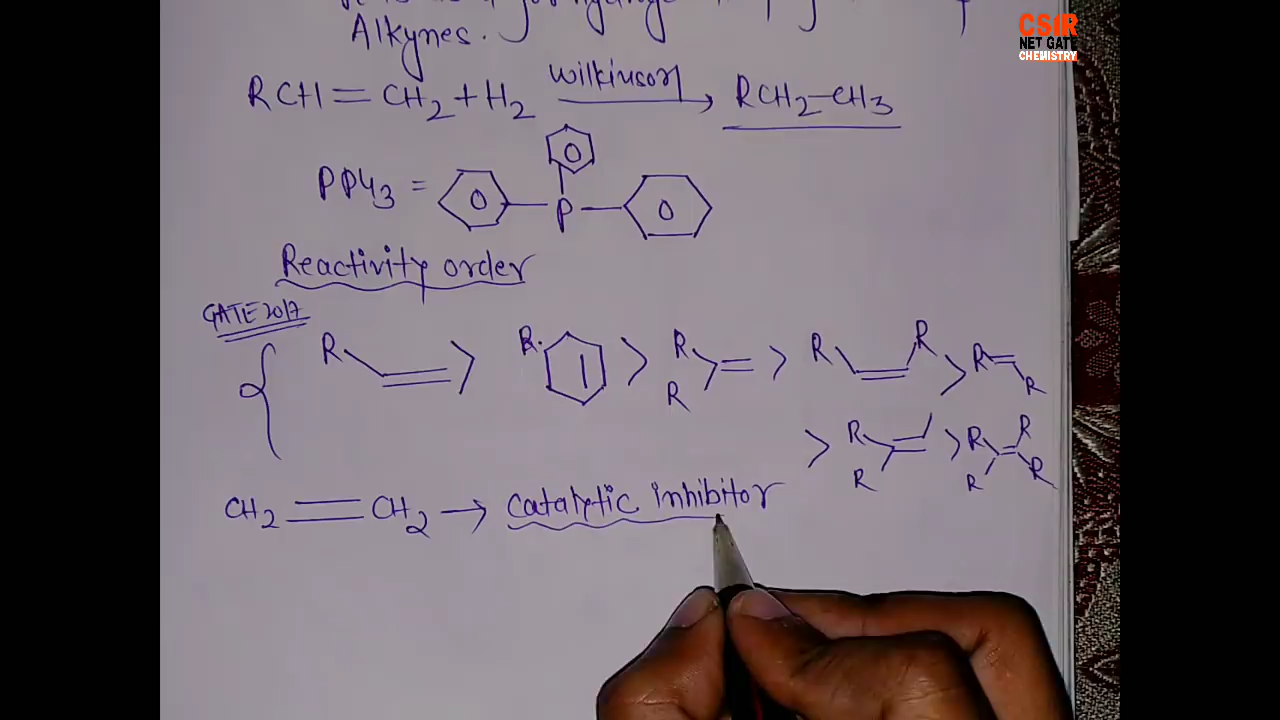 Alkynes.
CSIR
NET GATE
CHEMISTRY
RCH=CH2+H2 Wilkinson RCH2-CH3
PPh3 =
P
Reactivity order
GATE 2017
R > R > R R > R R > R R
> R R > R R R R
CH2=CH2 → Catalytic inhibitor